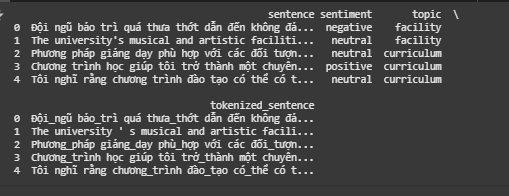 sentence sentiment topic \
0 Đội ngũ bảo trì quá thưa thớt dẫn đến không đả... negative facility
1 The university's musical and artistic faciliti... neutral facility
2 Phương pháp giảng dạy phù hợp với các đối tượn... neutral curriculum
3 Chương trình học giúp tôi trở thành một chuyên... positive curriculum
4 Tôi nghĩ rằng chương trình đào tạo có thể có t... neutral curriculum
tokenized_sentence
0 Đội_ngũ bảo_trì quá thưa_thớt dẫn đến không đả...
1 The university ' s musical and artistic facili...
2 Phương_pháp giảng_dạy phù_hợp với các đối_tượn...
3 Chương_trình học giúp tôi trở_thành một chuyên...
4 Tôi nghĩ rằng chương_trình đào_tạo có_thể có t...